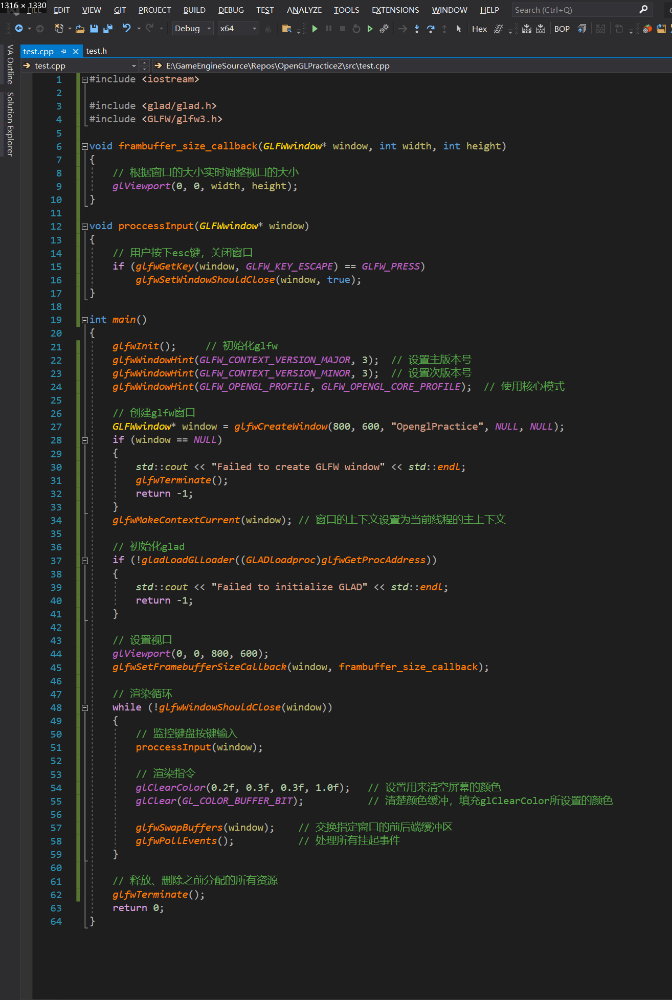 1316 × 1330
FILE EDIT VIEW GIT PROJECT BUILD DEBUG TEST ANALYZE TOOLS EXTENSIONS WINDOW HELP Search (Ctrl+Q)
Debug x64 Hex BOP
VA Outline
Solution Explorer
test.cpp test.h
test.cpp E:\GameEngineSource\Repos\OpenGLPractice2\src\test.cpp
1 #include <iostream>
2
3 #include <glad/glad.h>
4 #include <GLFW/glfw3.h>
5
6 void frambuffer_size_callback(GLFWwindow* window, int width, int height)
7 {
8 // 根据窗口的大小实时调整视口的大小
9 glViewport(0, 0, width, height);
10 }
11
12 void proccessInput(GLFWwindow* window)
13 {
14 // 用户按下esc键，关闭窗口
15 if (glfwGetKey(window, GLFW_KEY_ESCAPE) == GLFW_PRESS)
16 glfwSetWindowShouldClose(window, true);
17 }
18
19 int main()
20 {
21 glfwInit(); // 初始化glfw
22 glfwWindowHint(GLFW_CONTEXT_VERSION_MAJOR, 3); // 设置主版本号
23 glfwWindowHint(GLFW_CONTEXT_VERSION_MINOR, 3); // 设置次版本号
24 glfwWindowHint(GLFW_OPENGL_PROFILE, GLFW_OPENGL_CORE_PROFILE); // 使用核心模式
25
26 // 创建glfw窗口
27 GLFWwindow* window = glfwCreateWindow(800, 600, "OpenglPractice", NULL, NULL);
28 if (window == NULL)
29 {
30 std::cout << "Failed to create GLFW window" << std::endl;
31 glfwTerminate();
32 return -1;
33 }
34 glfwMakeContextCurrent(window); // 窗口的上下文设置为当前线程的主上下文
35
36 // 初始化glad
37 if (!gladLoadGLLoader((GLADloadproc)glfwGetProcAddress))
38 {
39 std::cout << "Failed to initialize GLAD" << std::endl;
40 return -1;
41 }
42
43 // 设置视口
44 glViewport(0, 0, 800, 600);
45 glfwSetFramebufferSizeCallback(window, frambuffer_size_callback);
46
47 // 渲染循环
48 while (!glfwWindowShouldClose(window))
49 {
50 // 监控键盘按键输入
51 proccessInput(window);
52
53 // 渲染指令
54 glClearColor(0.2f, 0.3f, 0.3f, 1.0f); // 设置用来清空屏幕的颜色
55 glClear(GL_COLOR_BUFFER_BIT); // 清楚颜色缓冲，填充glClearColor所设置的颜色
56
57 glfwSwapBuffers(window); // 交换指定窗口的前后端缓冲区
58 glfwPollEvents(); // 处理所有挂起事件
59 }
60
61 // 释放、删除之前分配的所有资源
62 glfwTerminate();
63 return 0;
64 }